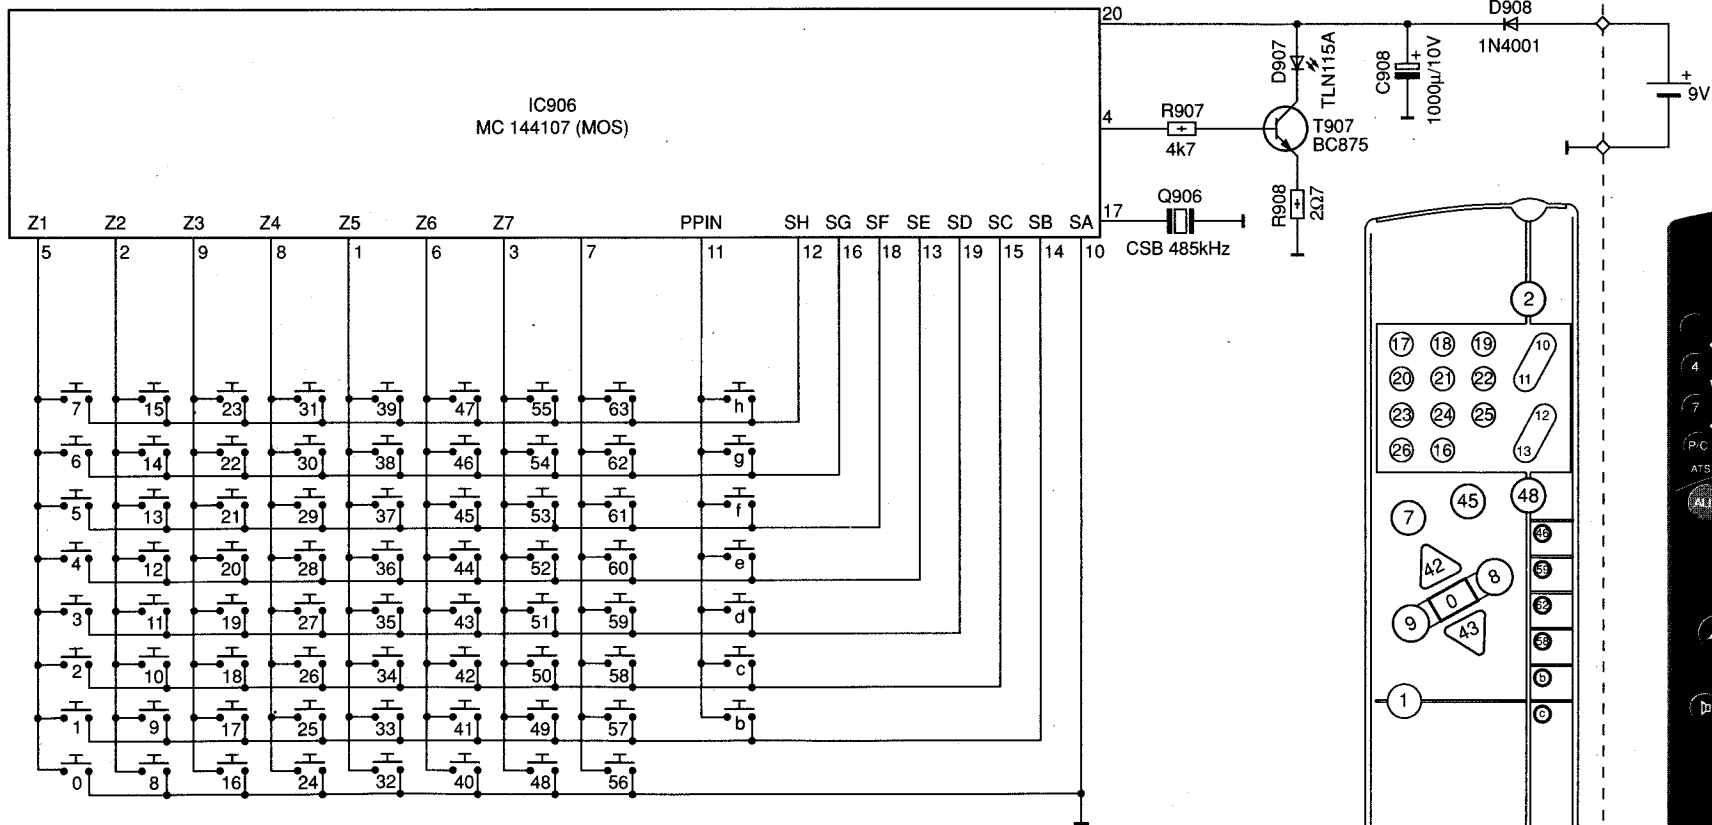 IC906
MC 144107 (MOS)
20
D908
1N4001
D907
TLN115A
C908
+
1000µ/10V
+
9V
4
R907
4k7
T907
BC875
R908
2Ω7
17
Q906
CSB 485kHz
Z1 Z2 Z3 Z4 Z5 Z6 Z7 PPIN SH SG SF SE SD SC SB SA
5 2 9 8 1 6 3 7 11 12 16 18 13 19 15 14 10
7 15 23 31 39 47 55 63 h
6 14 22 30 38 46 54 62 g
5 13 21 29 37 45 53 61 f
4 12 20 28 36 44 52 60 e
3 11 19 27 35 43 51 59 d
2 10 18 26 34 42 50 58 c
1 9 17 25 33 41 49 57 b
0 8 16 24 32 40 48 56
2
17 18 19 10
20 21 22 11
23 24 25 12
26 16 13
7 45 48
46
42 8 59
9 0 62
43 58
b
1 c
4
7
P/C
ATS